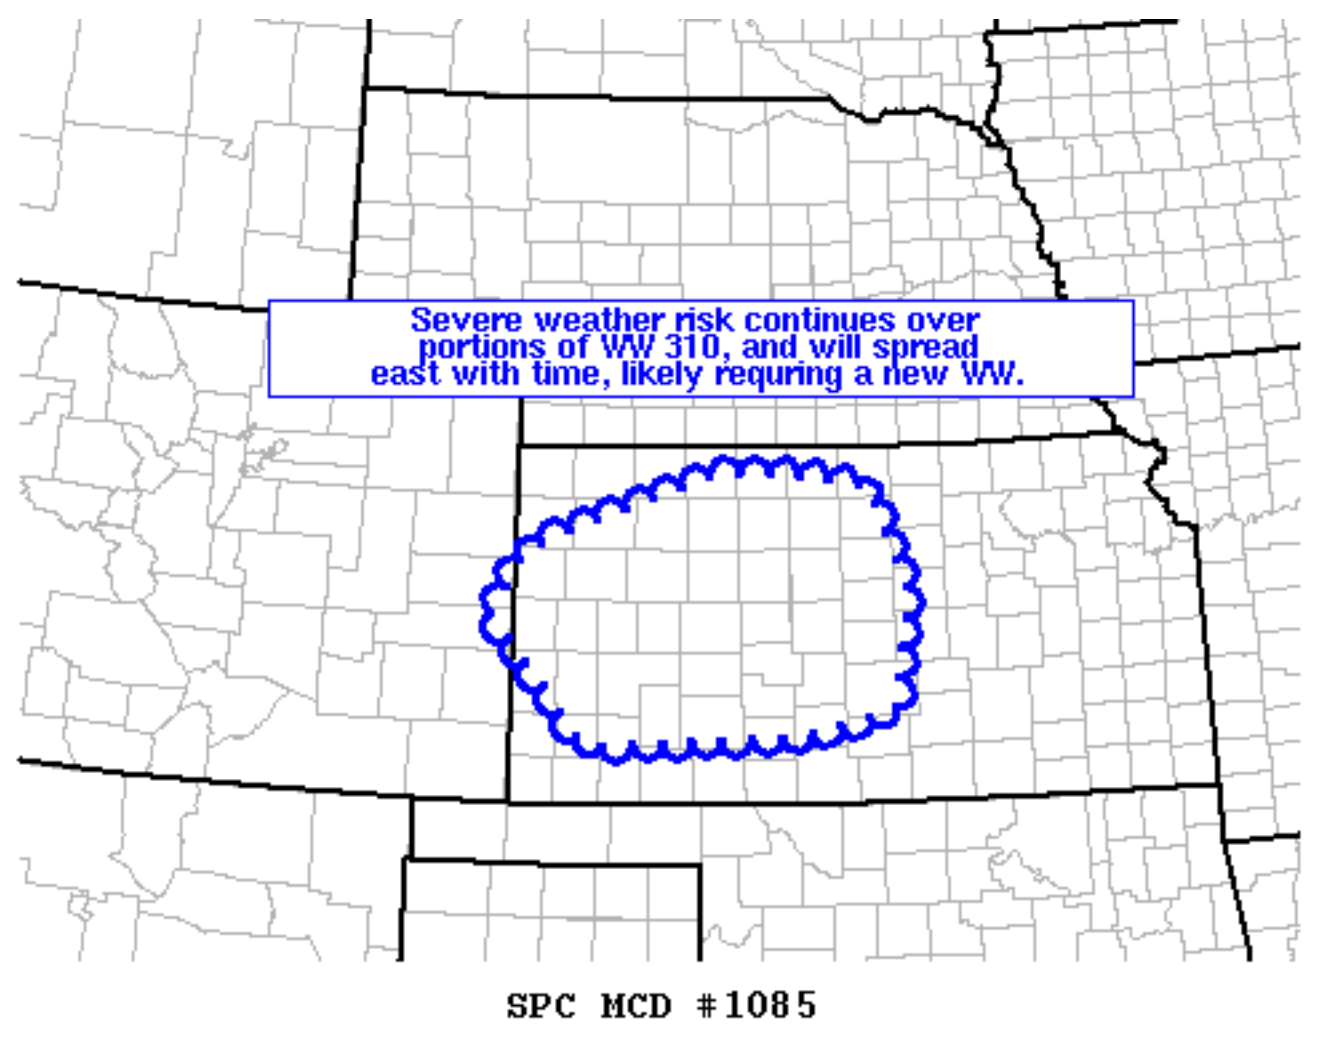 Severe weather risk continues over
portions of WW 310, and will spread
east with time, likely requring a new WW.
SPC MCD #1085